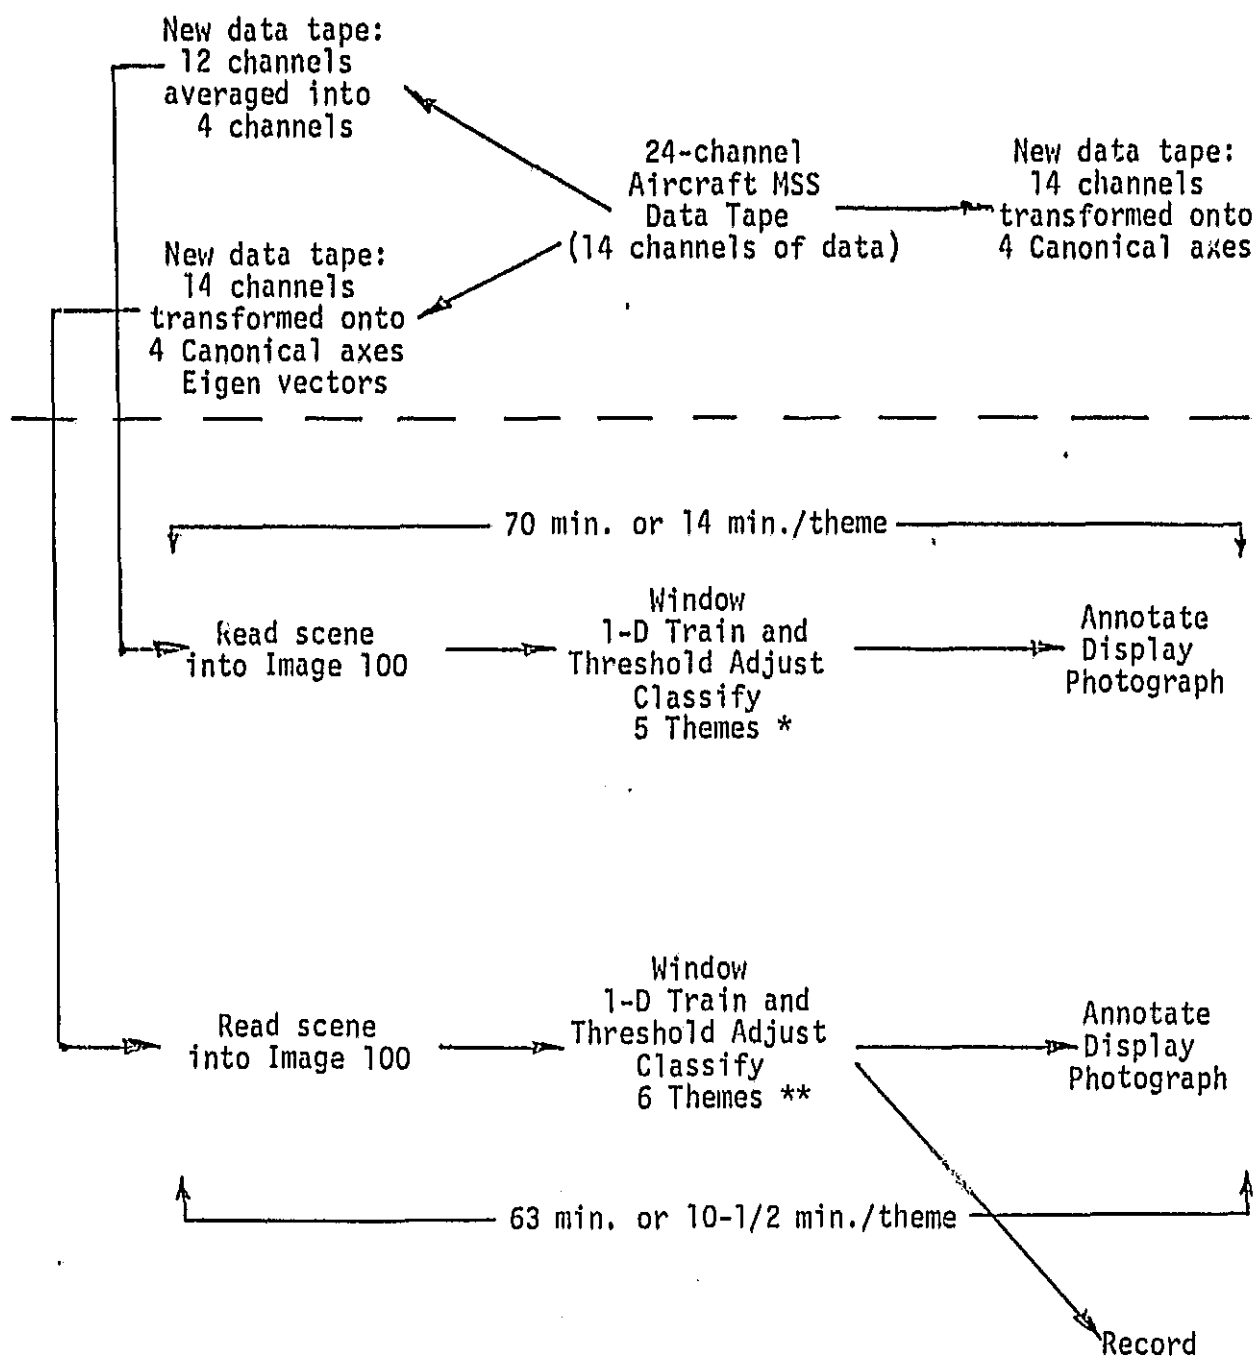 New data tape:
12 channels
averaged into
4 channels
24-channel
Aircraft MSS
Data Tape
(14 channels of data)
New data tape:
14 channels
transformed onto
4 Canonical axes
New data tape:
14 channels
transformed onto
4 Canonical axes
Eigen vectors
70 min. or 14 min./theme
Read scene
into Image 100
Window
1-D Train and
Threshold Adjust
Classify
5 Themes *
Annotate
Display
Photograph
Read scene
into Image 100
Window
1-D Train and
Threshold Adjust
Classify
6 Themes **
Annotate
Display
Photograph
63 min. or 10-1/2 min./theme
Record